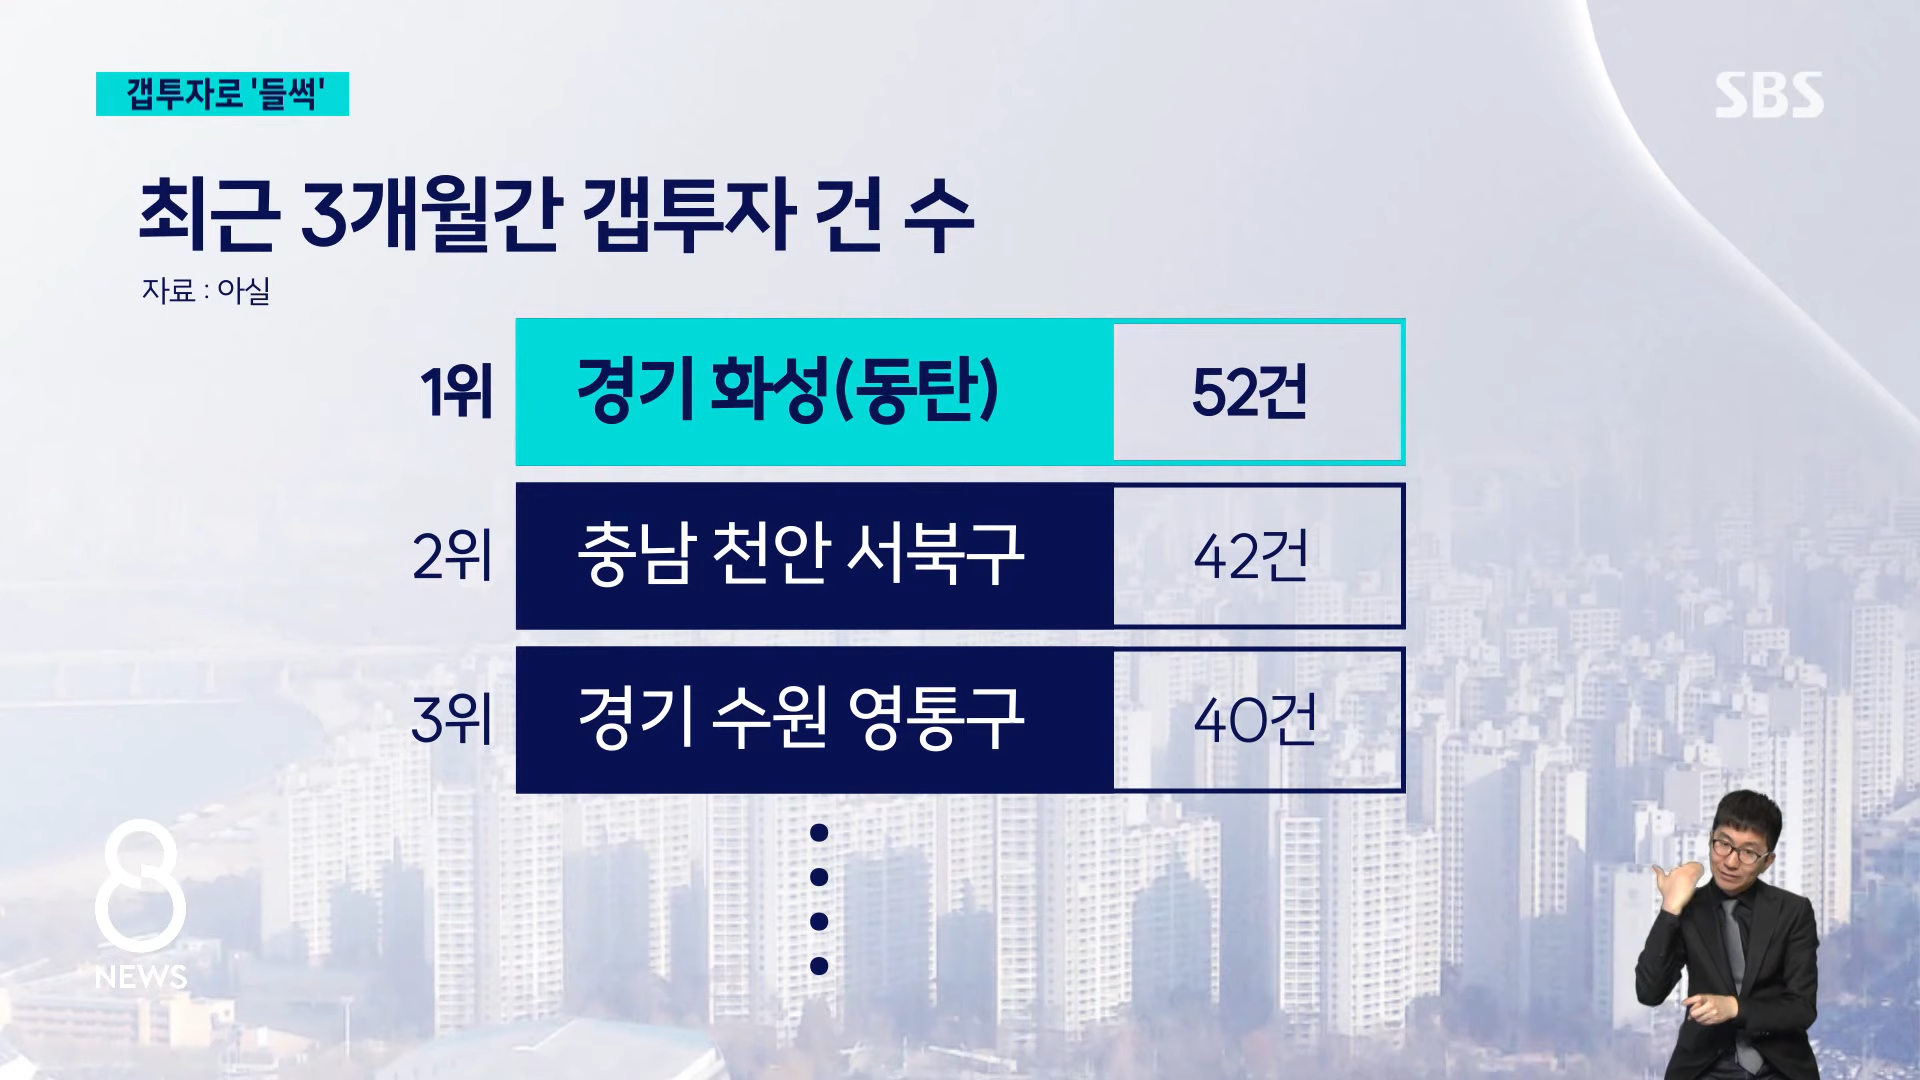 갭투자로 '들썩'
SBS
최근 3개월간 갭투자 건 수
자료 : 아실
1위 경기 화성(동탄) 52건
2위 충남 천안 서북구 42건
3위 경기 수원 영통구 40건
8
NEWS